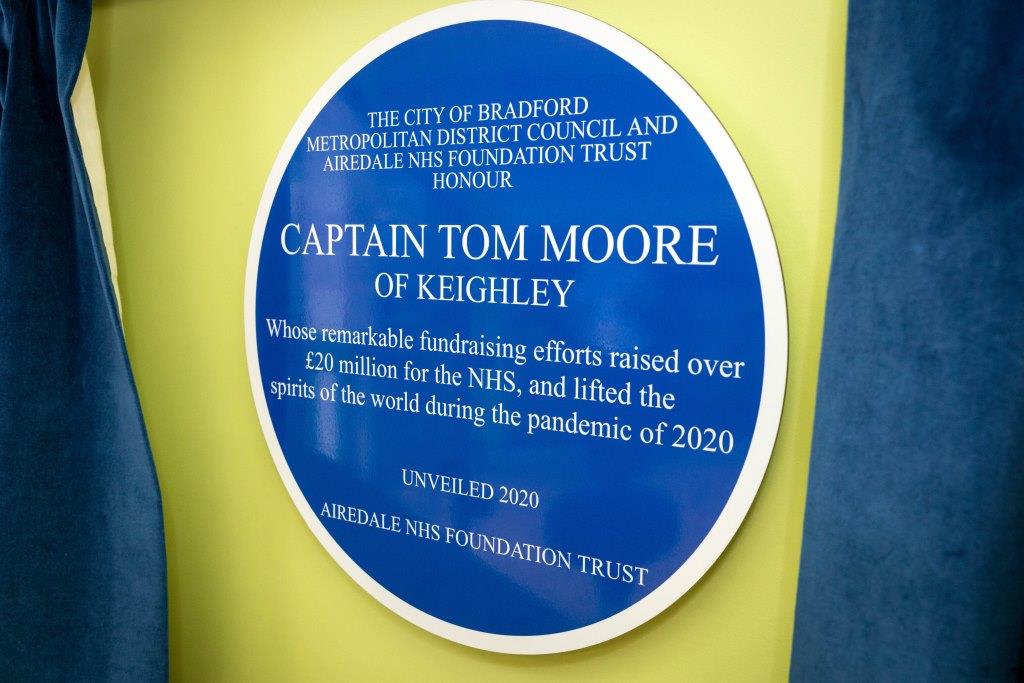 THE CITY OF BRADFORD
METROPOLITAN DISTRICT COUNCIL AND
AIREDALE NHS FOUNDATION TRUST
HONOUR
CAPTAIN TOM MOORE
OF KEIGHLEY
Whose remarkable fundraising efforts raised over
£20 million for the NHS, and lifted the
spirits of the world during the pandemic of 2020
UNVEILED 2020
AIREDALE NHS FOUNDATION TRUST